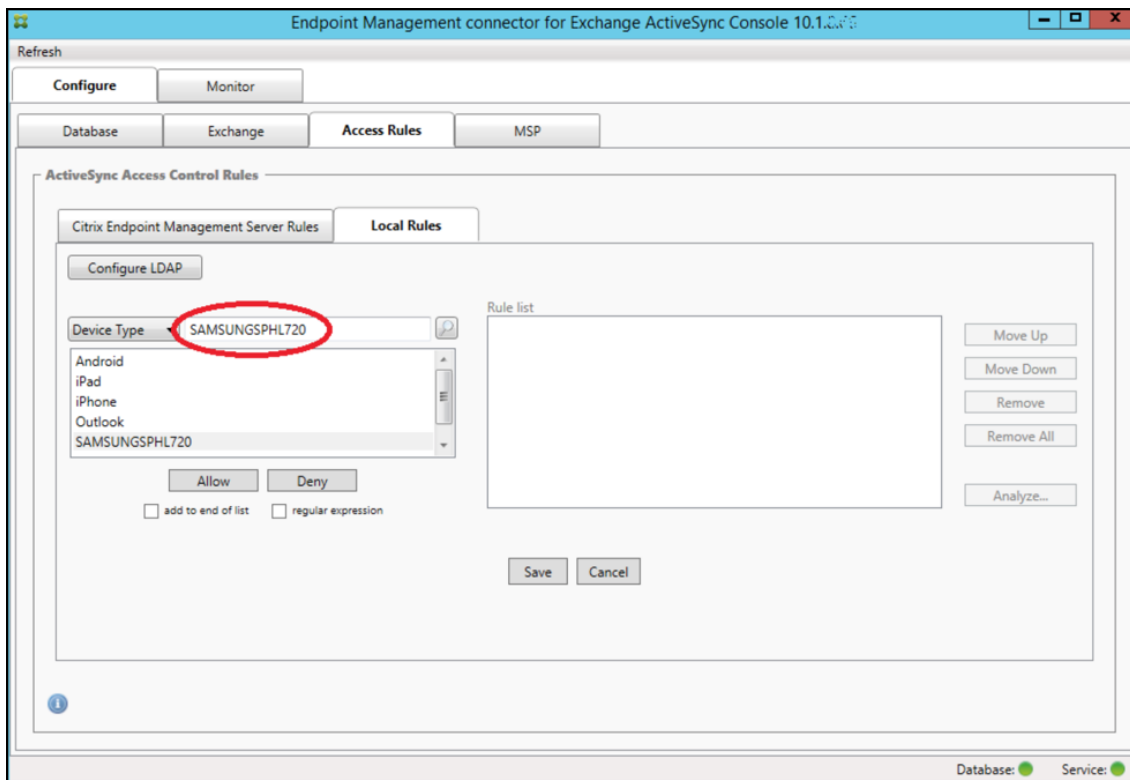 Endpoint Management connector for Exchange ActiveSync Console
Refresh
Configure
Monitor
Database
Exchange
Access Rules
MSP
ActiveSync Access Control Rules
Citrix Endpoint Management Server Rules
Local Rules
Configure LDAP
Rule list
Device Type
SAMSUNGSPHL720
Android
iPad
iPhone
Outlook
SAMSUNGSPHL720
Move Up
Move Down
Remove
Remove All
Analyze...
Allow
Deny
add to end of list
regular expression
Save
Cancel
Database:
Service: